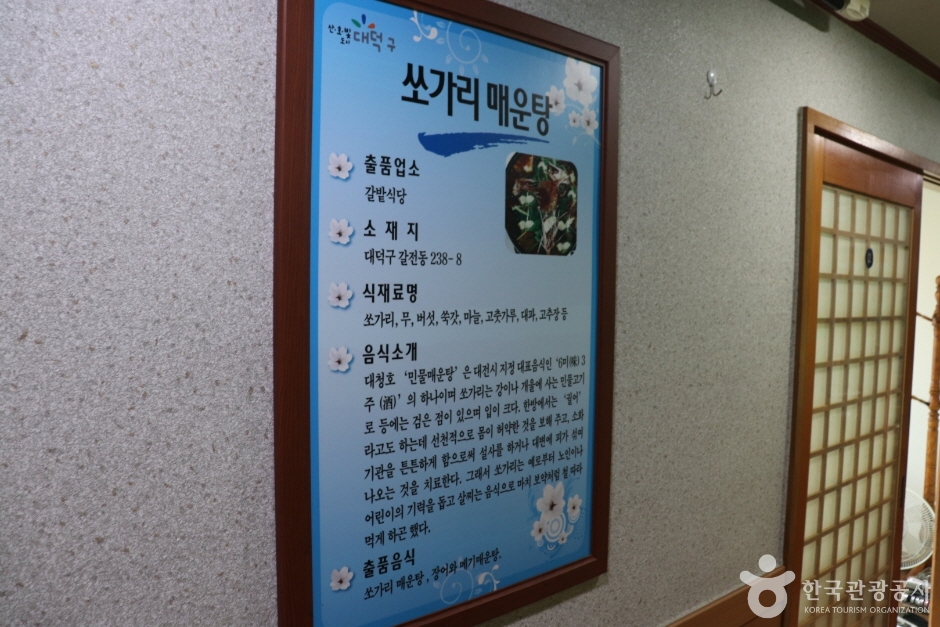 산·호·빛
도시
대덕구
쏘가리 매운탕
출품업소
갈밭식당
소 재 지
대덕구 갈전동 238-8
식재료명
쏘가리, 무, 버섯, 쑥갓, 마늘, 고춧가루, 대파, 고추장 등
음식소개
대청호 '민물매운탕' 은 대전시 지정 대표음식인 '6미(味) 3
주 (酒)' 의 하나이며 쏘가리는 강이나 개울에 사는 민물고기
로 등에는 검은 점이 있으며 입이 크다. 한방에서는 '궐어'
라고도 하는데 선천적으로 몸이 허약한 것을 보해 주고, 소화
기관을 튼튼하게 함으로써 설사를 하거나 대변에 피가 섞여
나오는 것을 치료한다. 그래서 쏘가리는 예로부터 노인이나
어린이의 기력을 돕고 살찌는 음식으로 마치 보약처럼 철 따라
먹게 하곤 했다.
출품음식
쏘가리 매운탕, 장어와 메기매운탕.
한국관광공사
KOREA TOURISM ORGANIZATION